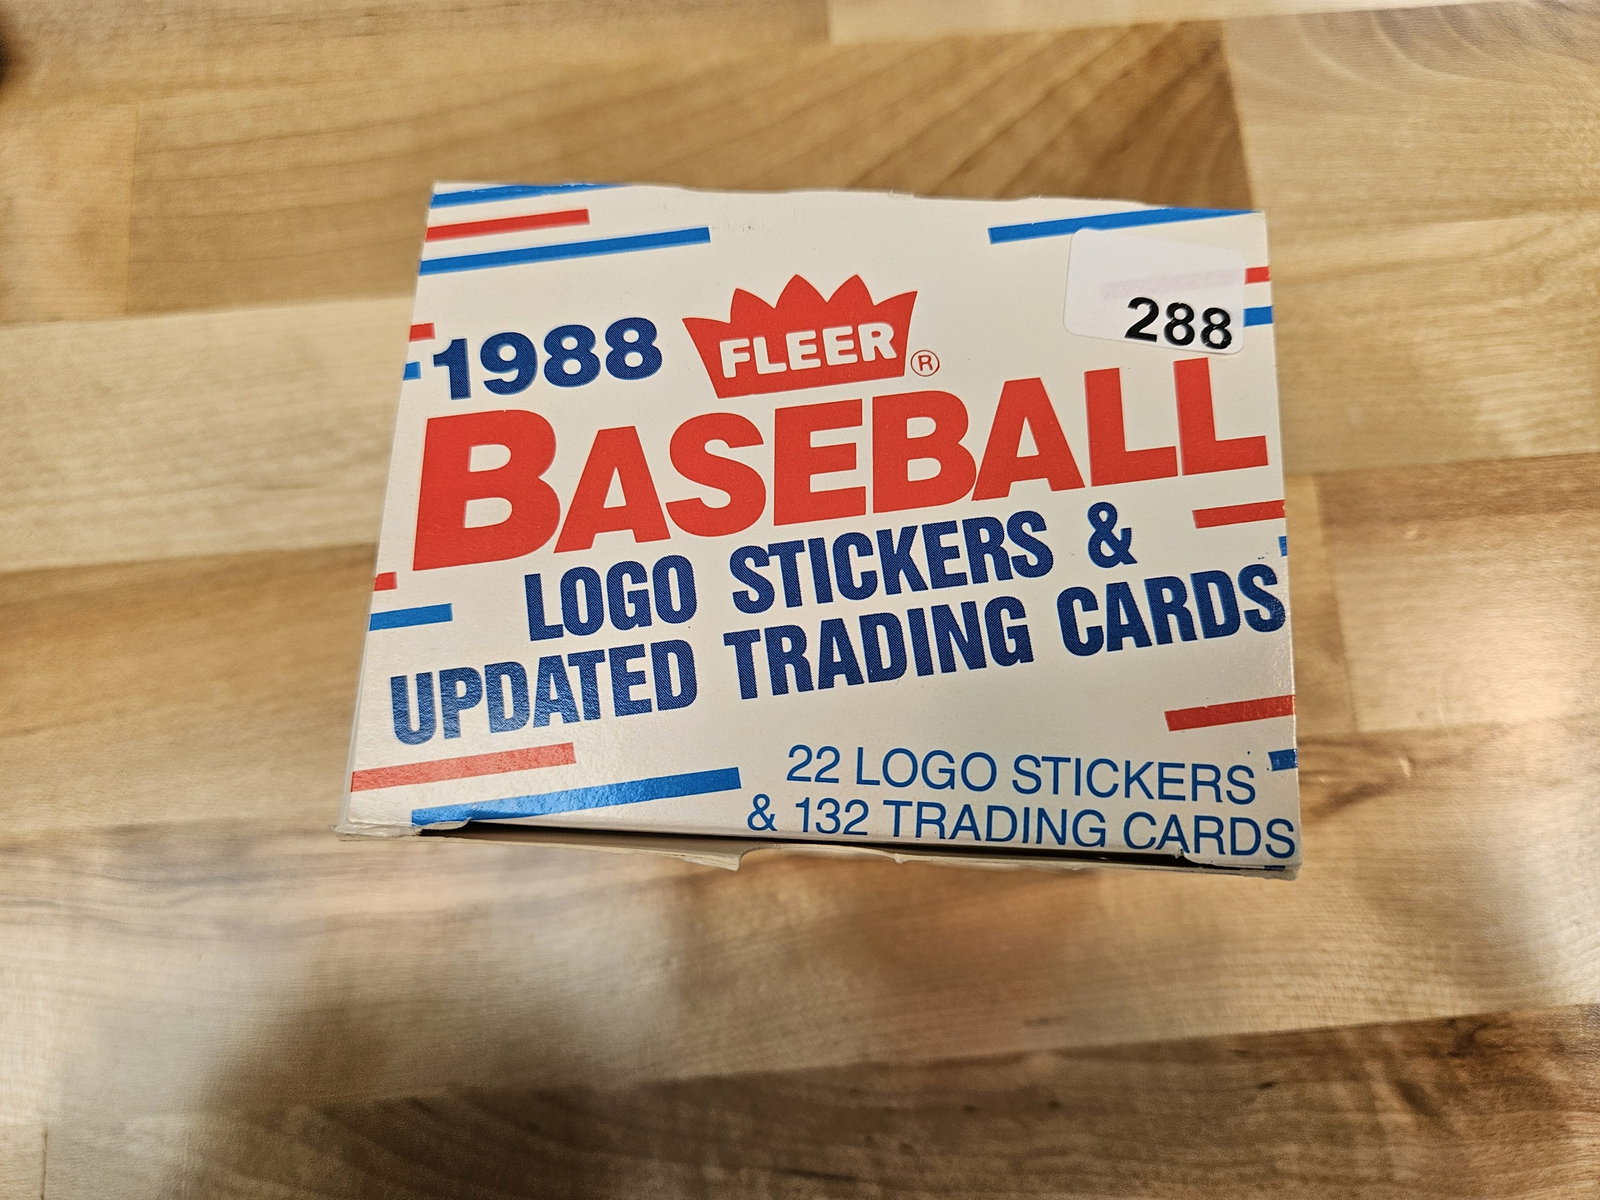 288
1988 FLEER®
BASEBALL
LOGO STICKERS &
UPDATED TRADING CARDS
22 LOGO STICKERS
& 132 TRADING CARDS